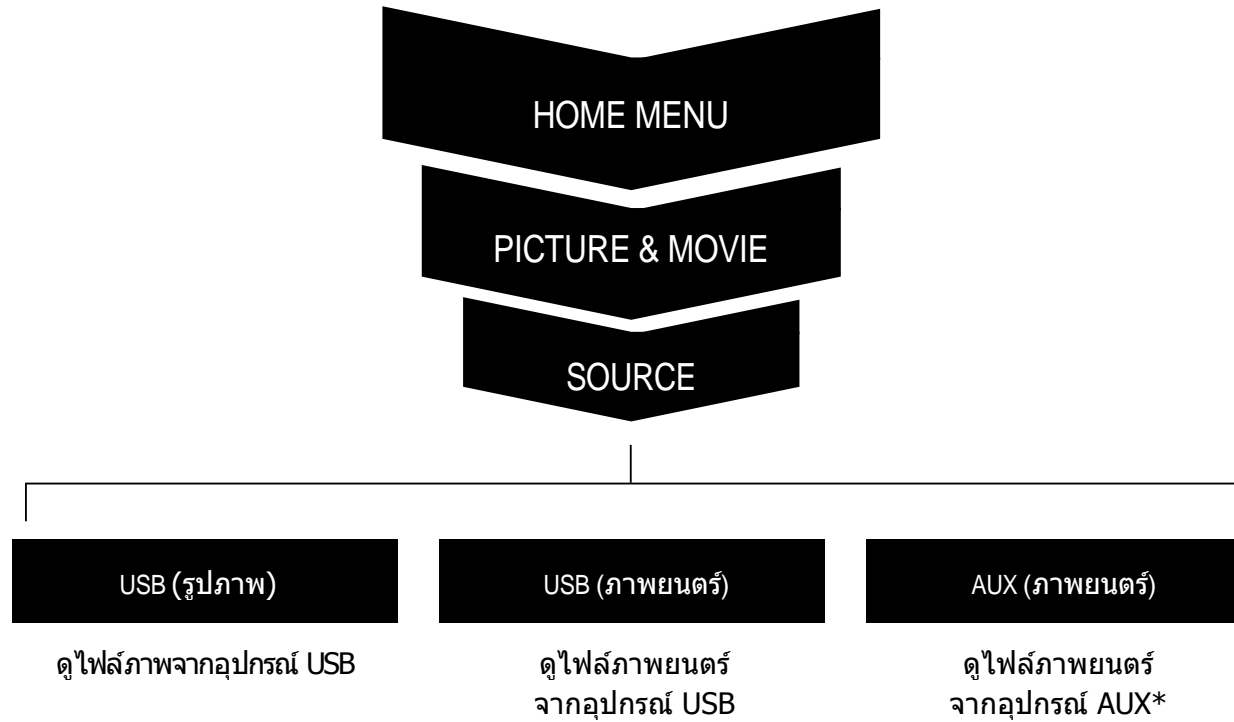 HOME MENU
PICTURE & MOVIE
SOURCE
USB (รูปภาพ)
USB (ภาพยนตร์)
AUX (ภาพยนตร์)
ดูไฟล์ภาพจากอุปกรณ์ USB
ดูไฟล์ภาพยนตร์
จากอุปกรณ์ USB
ดูไฟล์ภาพยนตร์
จากอุปกรณ์ AUX*